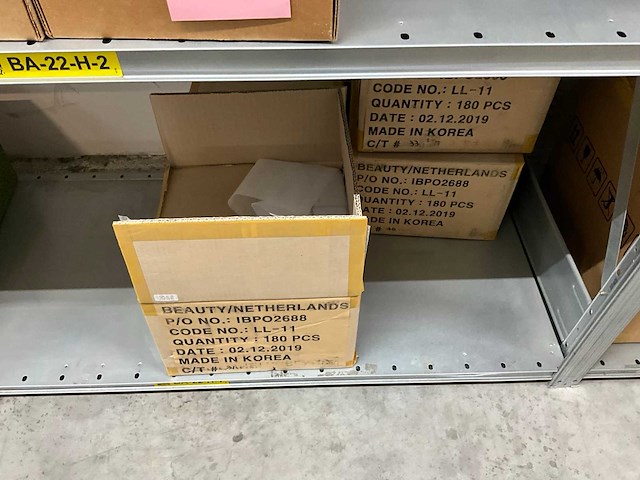 BA-22-H-2
CODE NO.: LL-11
QUANTITY : 180 PCS
DATE : 02.12.2019
MADE IN KOREA
C/T #
BEAUTY/NETHERLANDS
P/O NO.: IBPO2688
CODE NO.: LL-11
QUANTITY : 180 PCS
DATE : 02.12.2019
MADE IN KOREA
BEAUTY/NETHERLANDS
P/O NO.: IBPO2688
CODE NO.: LL-11
QUANTITY : 180 PCS
DATE : 02.12.2019
MADE IN KOREA
C/T #